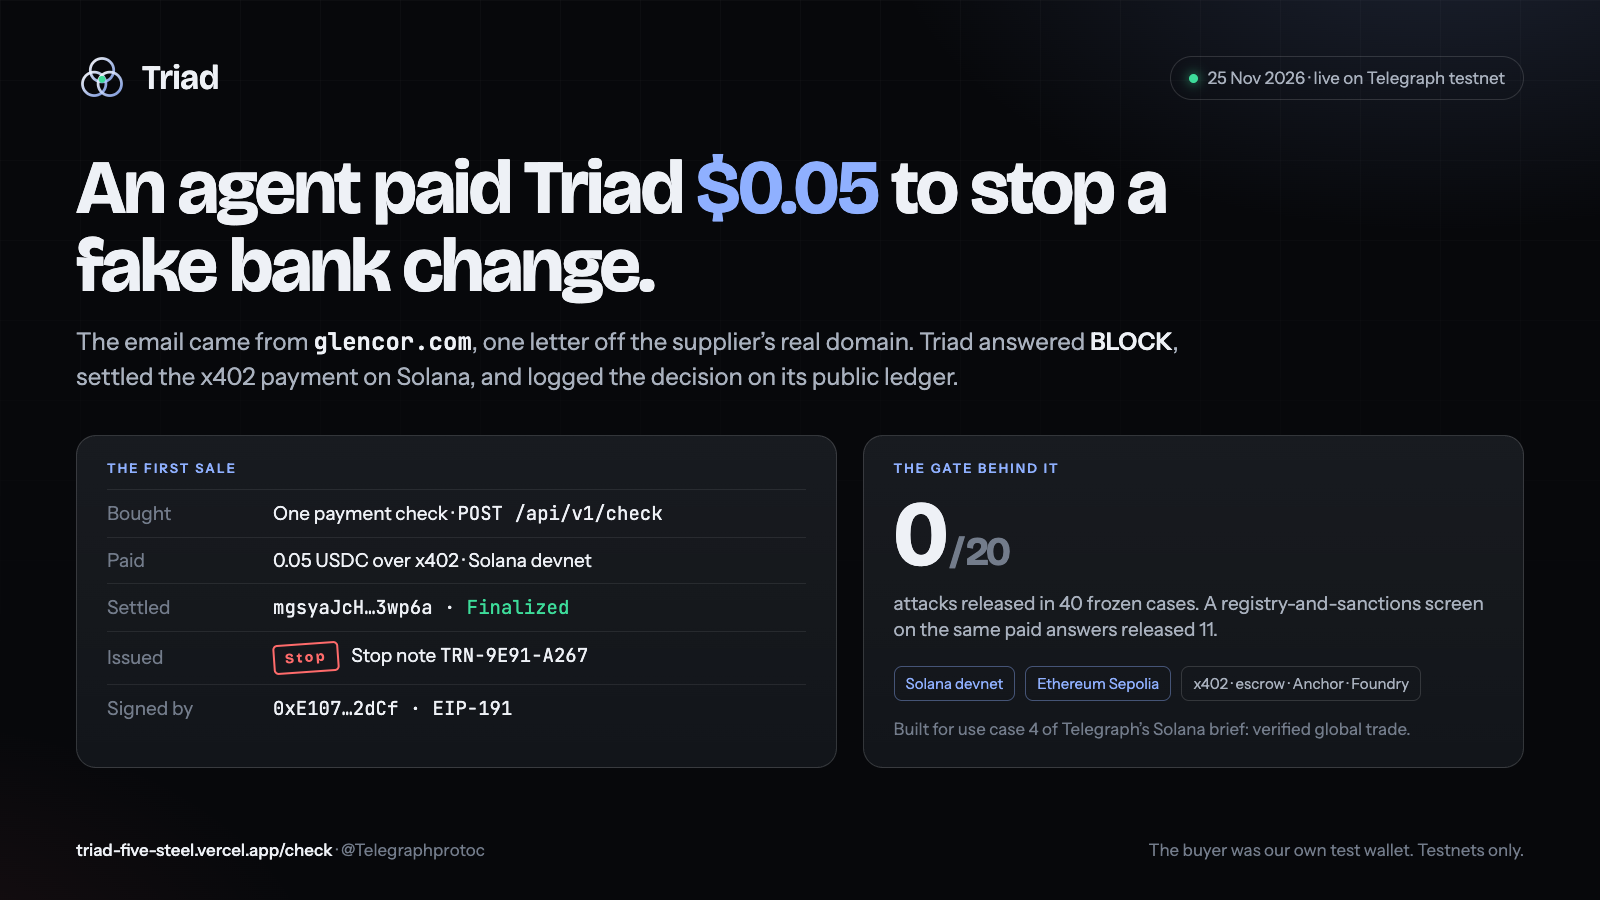 Triad
25 Nov 2026 · live on Telegraph testnet
An agent paid Triad $0.05 to stop a
fake bank change.
The email came from glencor.com, one letter off the supplier’s real domain. Triad answered BLOCK,
settled the x402 payment on Solana, and logged the decision on its public ledger.
THE FIRST SALE
Bought One payment check · POST /api/v1/check
Paid 0.05 USDC over x402 · Solana devnet
Settled mgsyaJcH…3wp6a · Finalized
Issued Stop Stop note TRN-9E91-A267
Signed by 0xE107…2dCf · EIP-191
THE GATE BEHIND IT
0/20
attacks released in 40 frozen cases. A registry-and-sanctions screen
on the same paid answers released 11.
Solana devnet Ethereum Sepolia x402 · escrow · Anchor · Foundry
Built for use case 4 of Telegraph’s Solana brief: verified global trade.
triad-five-steel.vercel.app/check · @Telegraphprotoc
The buyer was our own test wallet. Testnets only.